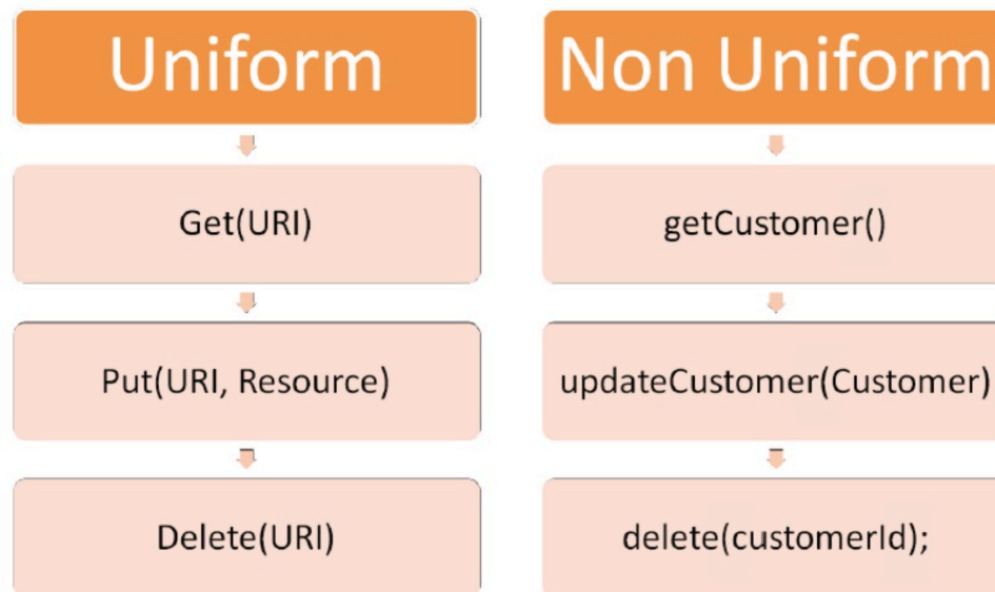 Uniform
Get(URI)
Put(URI, Resource)
Delete(URI)
Non Uniform
getCustomer()
updateCustomer(Customer)
delete(customerId);